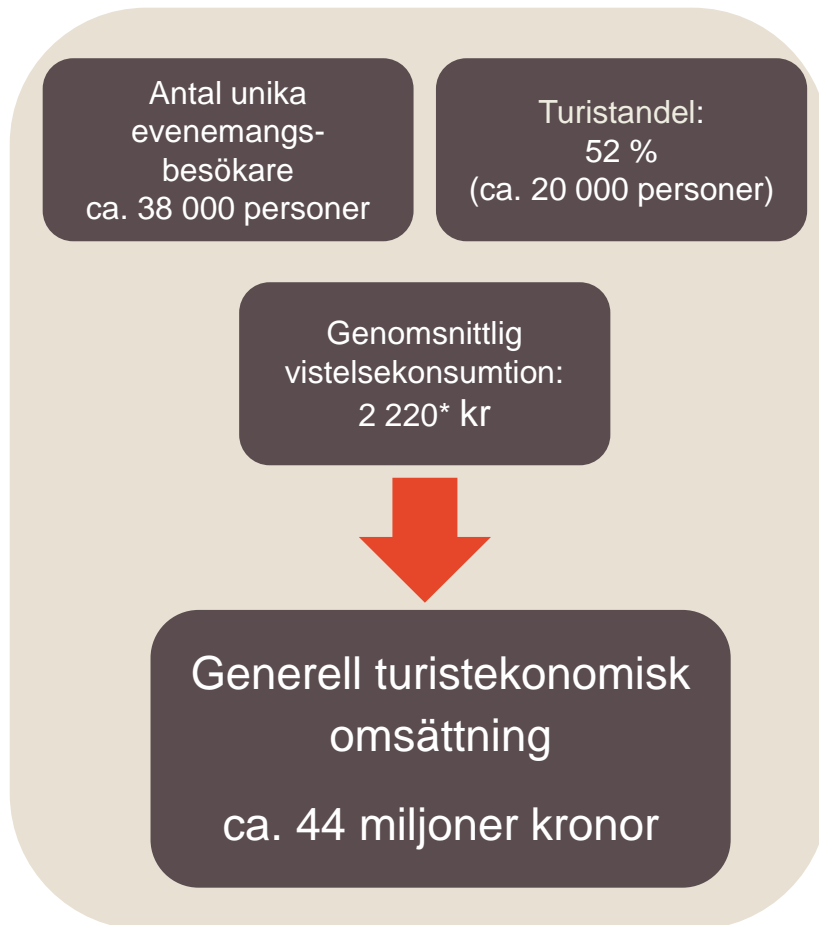 Antal unika
evenemangs-
besökare
ca. 38 000 personer
Turistandel:
52 %
(ca. 20 000 personer)
Genomsnittlig
vistelsekonsumtion:
2 220* kr
Generell turistekonomisk
omsättning
ca. 44 miljoner kronor